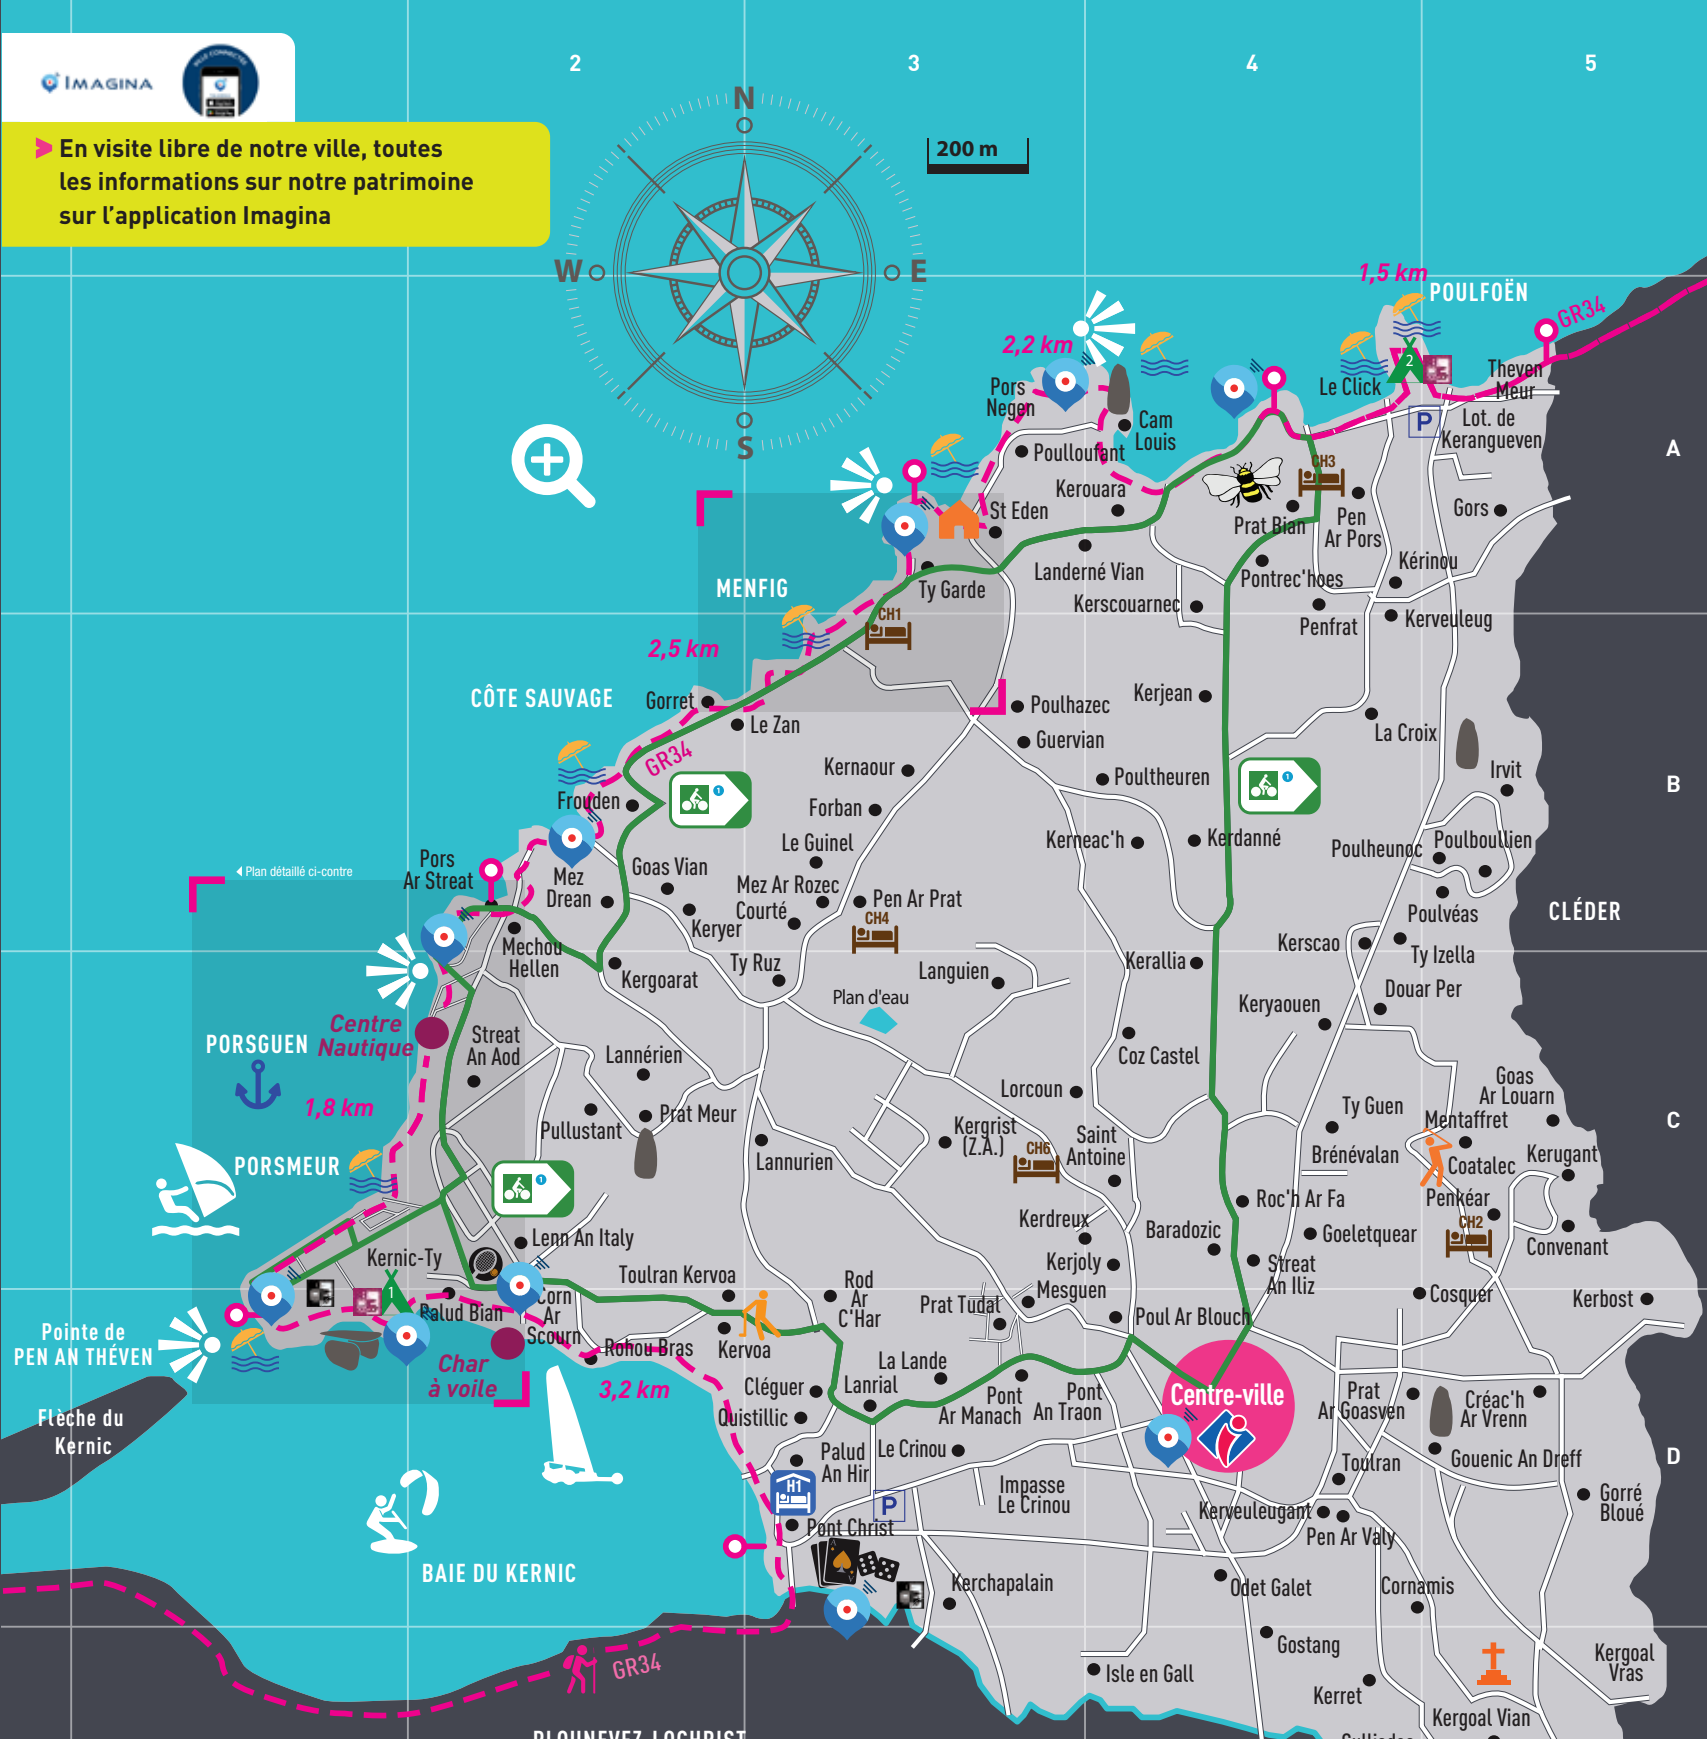 2
3
4
5
IMAGINA
VILLE CONNECTÉE
> En visite libre de notre ville, toutes
les informations sur notre patrimoine
sur l'application Imagina
N
W
E
S
200 m
1,5 km
POULFOËN
GR34
2,2 km
Pors
Negen
Le Click
2
Theven
Meur
P
Lot. de
Kerangueven
Cam
Louis
A
Poulloufant
CH3
Kerouara
St Eden
Prat Bian
Pen
Ar Pors
Gors
MENFIG
Ty Garde
Landerné Vian
Pontrec'hoes
Kérinou
Kerscouarnec
CH1
Penfrat
Kerveuleug
2,5 km
CÔTE SAUVAGE
Gorret
Le Zan
Poulhazec
Kerjean
Guervian
La Croix
GR34
Kernaour
Poultheuren
Irvit
1
1
B
Frouden
Forban
Le Guinel
Kerneac'h
Kerdanné
Poulheunoc
Poulboullien
Plan détaillé ci-contre
Pors
Ar Streat
Mez
Drean
Goas Vian
Mez Ar Rozec
Courté
Pen Ar Prat
CH4
Keryer
Poulvéas
CLÉDER
Mechou
Hellen
Kergoarat
Ty Ruz
Languien
Kerallia
Kerscao
Ty Izella
Plan d'eau
Douar Per
Keryaouen
Centre
Nautique
PORSGUEN
Streat
An Aod
Lannérien
Coz Castel
1,8 km
Lorcoun
Goas
Ar Louarn
Ty Guen
Mentaffret
C
Pullustant
Prat Meur
Kergrist
(Z.A.)
CH6
Saint
Antoine
Lannurien
Brénévalan
Coatalec
Kerugant
PORSMEUR
1
Penkéar
CH2
Roc'h Ar Fa
Kerdreux
Baradozic
Goeletquear
Convenant
Lenn An Italy
Kernic-Ty
Kerjoly
Streat
An Iliz
Toulran Kervoa
Rod
Ar
C'Har
Mesguen
Prat Tudal
Cosquer
Kerbost
1
Palud Bian
Corn
Ar
Scourn
Poul Ar Blouch
Pointe de
PEN AN THÉVEN
Rohou Bras
Kervoa
Char
à voile
3,2 km
La Lande
Cléguer
Lanrial
Pont
Ar Manach
Pont
An Traon
Centre-ville
Prat
Ar Goasven
Créac'h
Ar Vrenn
Flèche du
Kernic
Quistillic
Palud
An Hir
Le Crinou
Toulran
Gouenic An Dreff
D
H1
Impasse
Le Crinou
P
Kerveuleugant
Gorré
Bloué
Pont Christ
Pen Ar Valy
A
BAIE DU KERNIC
Kerchapalain
Odet Galet
Cornamis
Gostang
GR34
Isle en Gall
Kergoal
Vras
Kerret
Kergoal Vian
PLOUNEVEZ-LOCHRIST